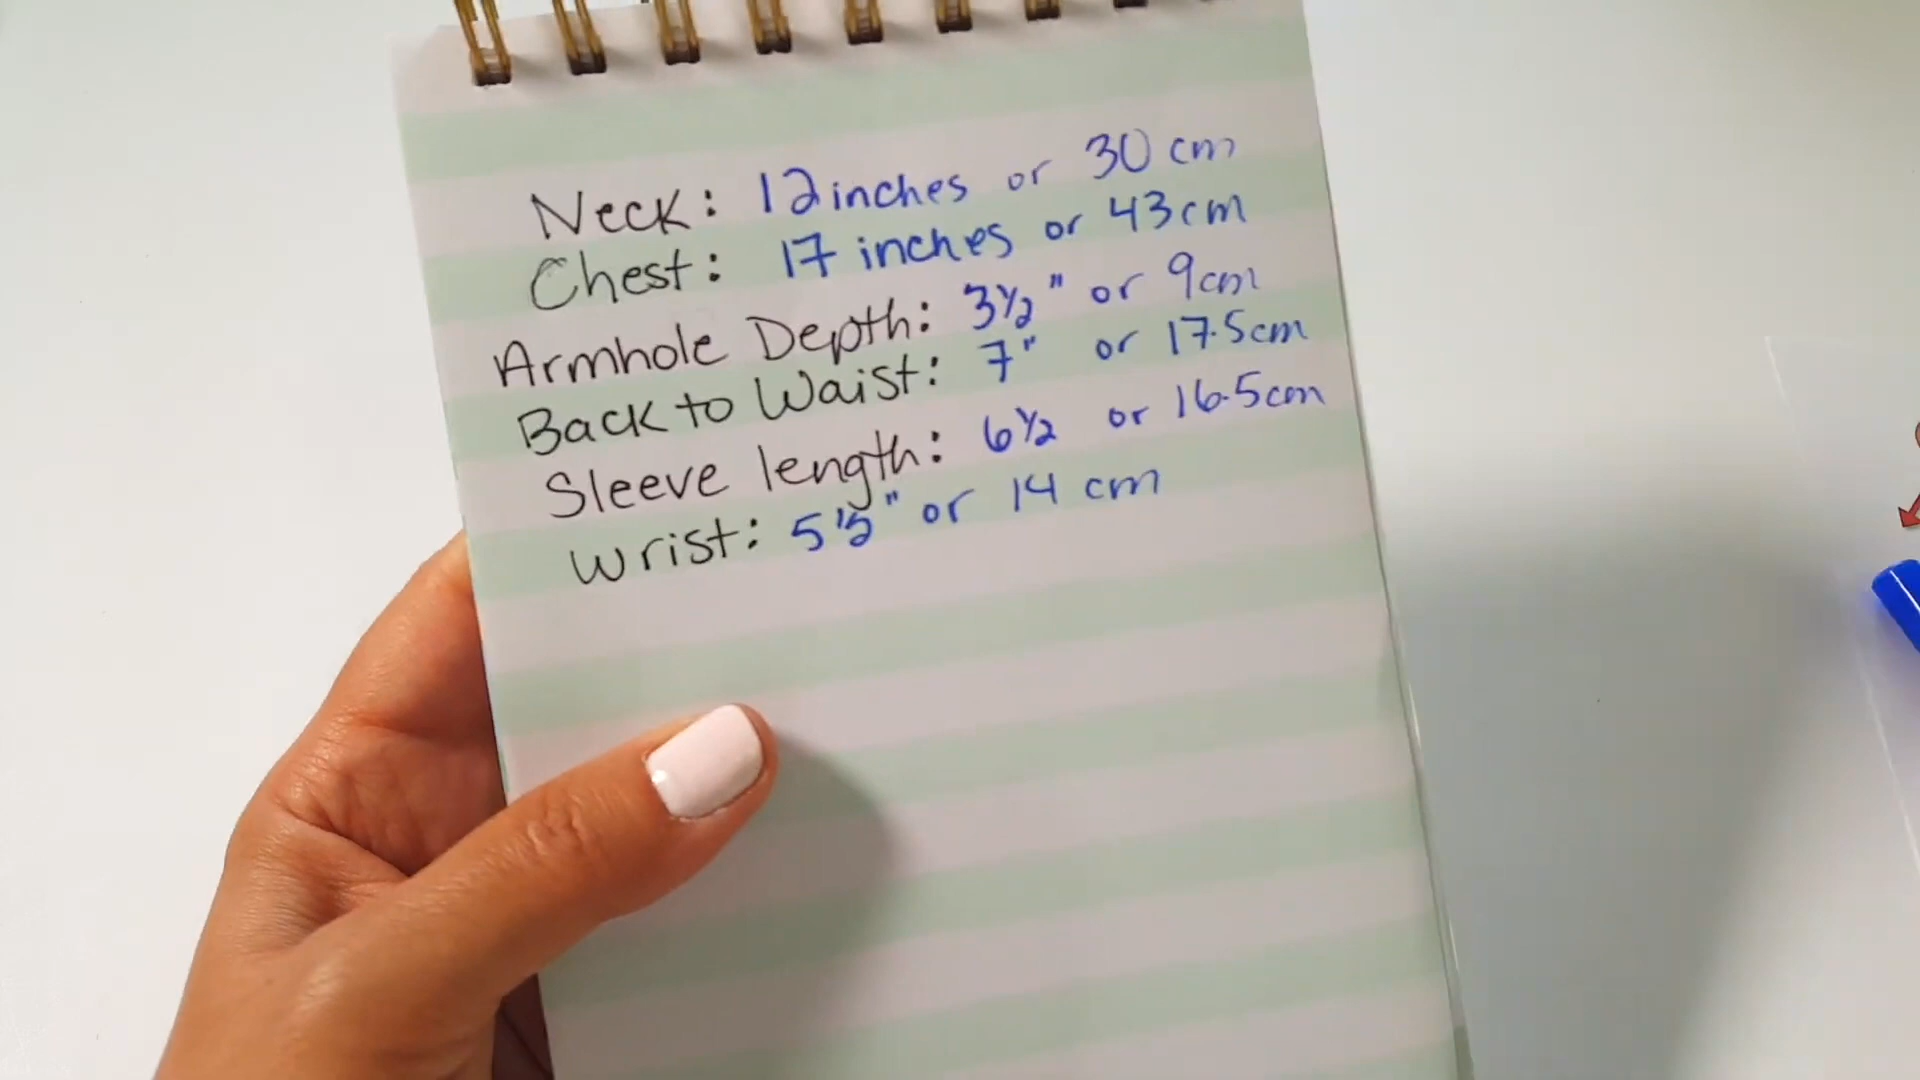 Neck: 12 inches or 30 cm
Chest: 17 inches or 43cm
Armhole Depth: 3½" or 9cm
Back to Waist: 7" or 17.5cm
Sleeve length: 6½ or 16.5cm
Wrist: 5½" or 14 cm